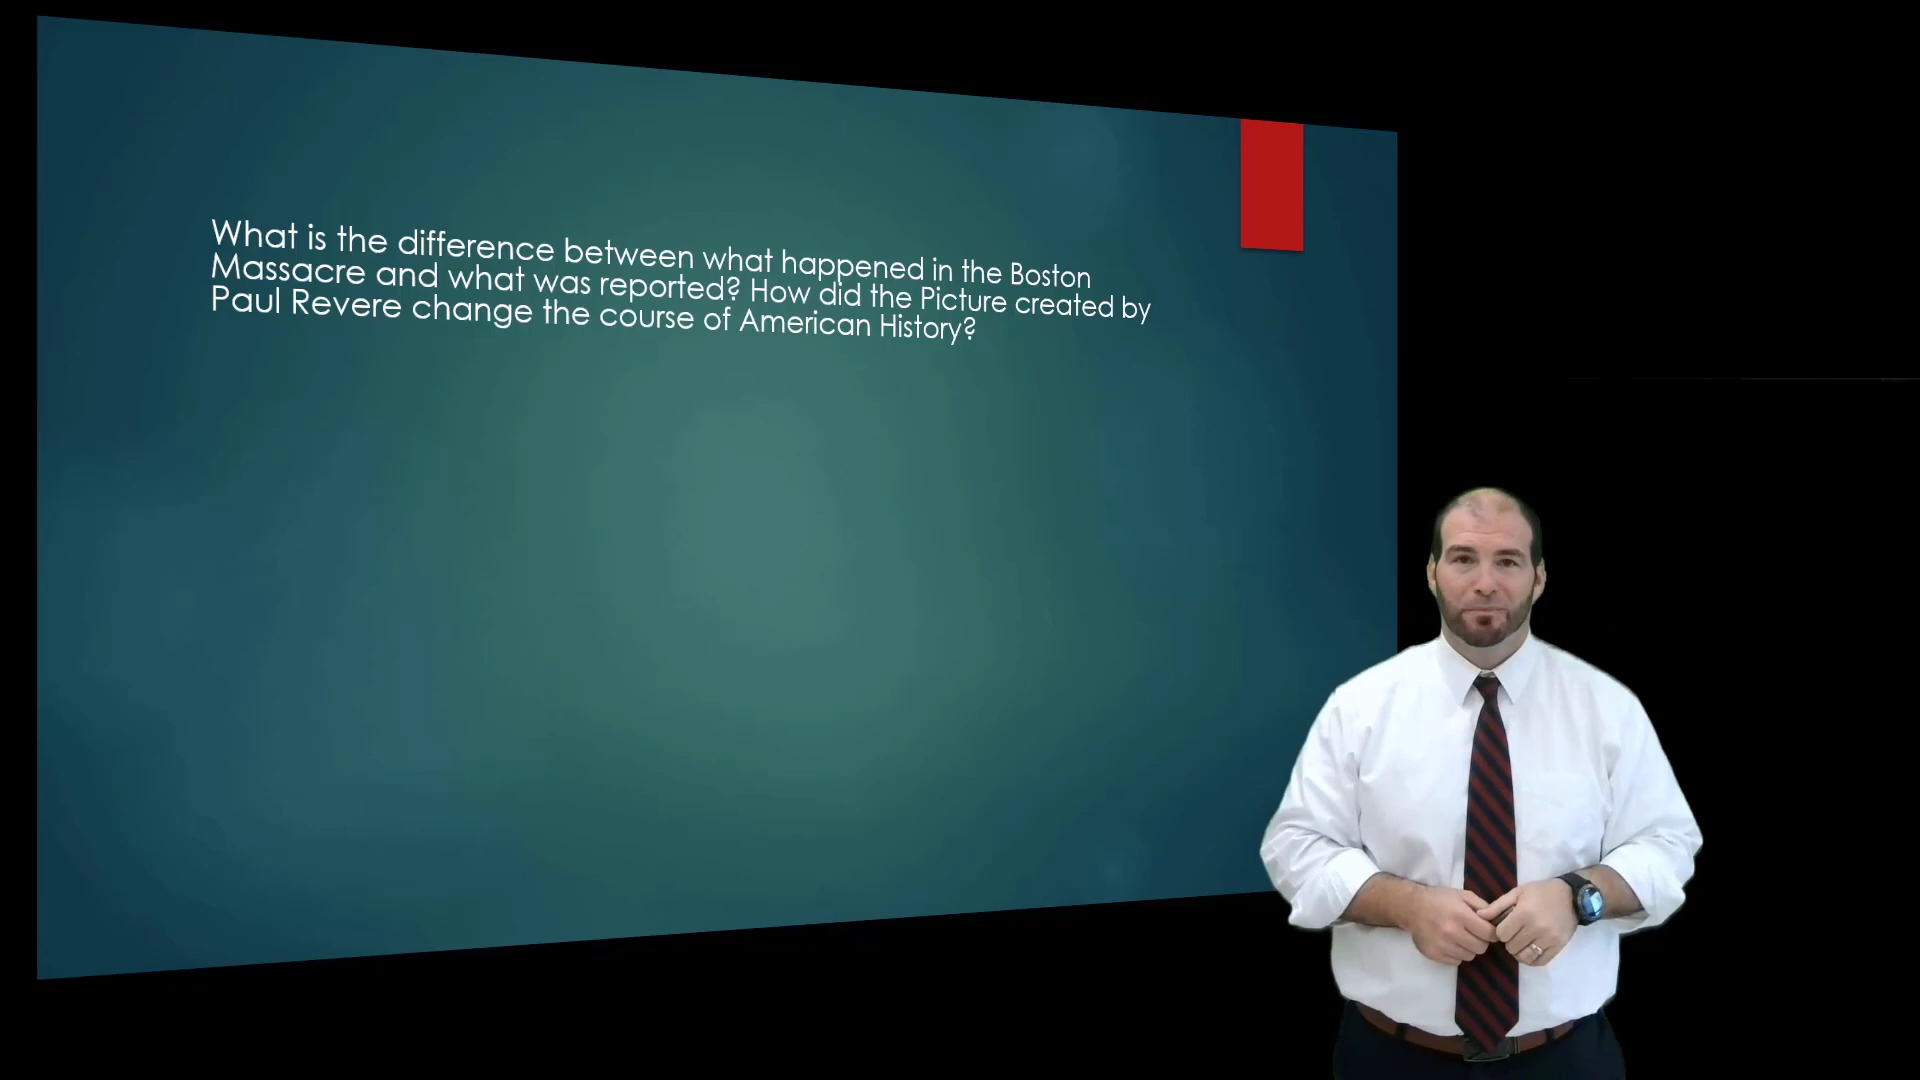 What is the difference between what happened in the Boston
Massacre and what was reported? How did the Picture created by
Paul Revere change the course of American History?